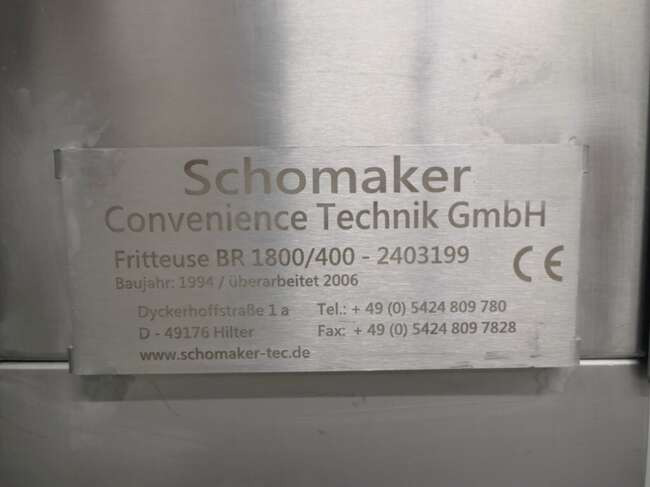 Schomaker
Convenience Technik GmbH
Fritteuse BR 1800/400 - 2403199
CE
Baujahr: 1994 / überarbeitet 2006
Dyckerhoffstraße 1 a Tel.: + 49 (0) 5424 809 780
D - 49176 Hilter Fax: + 49 (0) 5424 809 7828
www.schomaker-tec.de